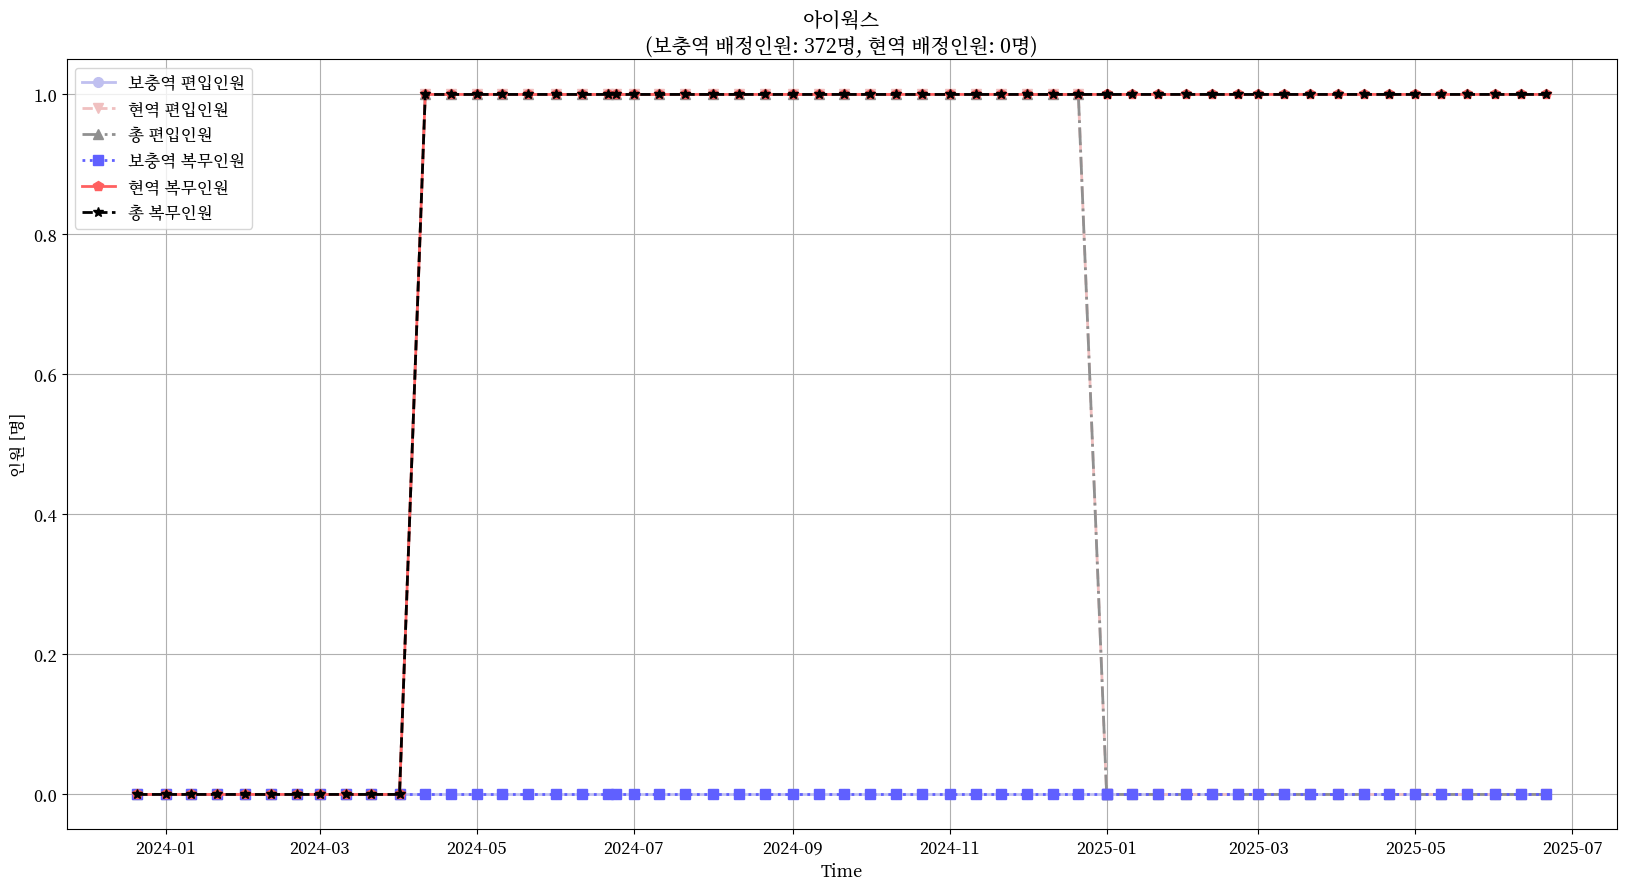 아이웍스
(보충역 배정인원: 372명, 현역 배정인원: 0명)
보충역 편입인원
현역 편입인원
총 편입인원
보충역 복무인원
현역 복무인원
총 복무인원
인원 [명]
1.0
0.8
0.6
0.4
0.2
0.0
2024-01
2024-03
2024-05
2024-07
2024-09
2024-11
2025-01
2025-03
2025-05
2025-07
Time